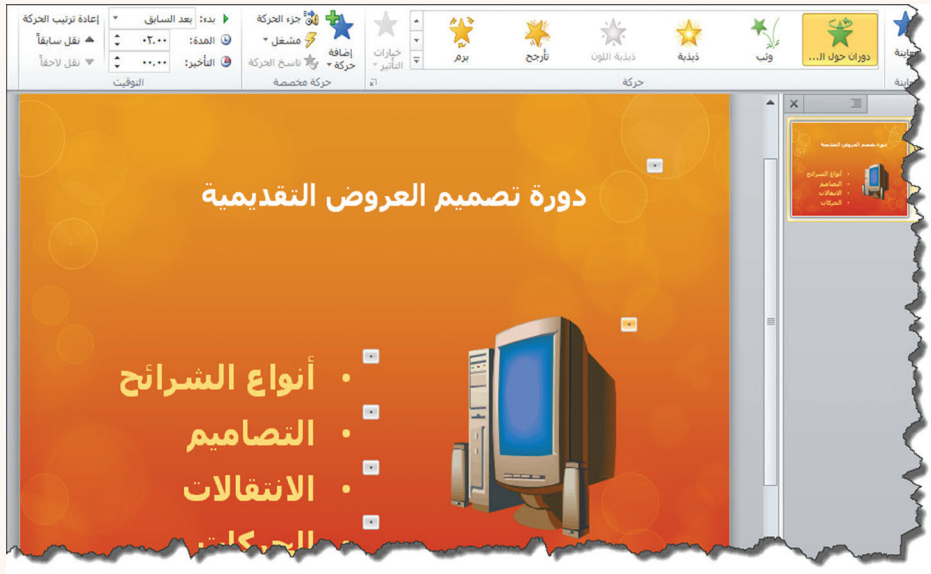 معاينة
دوران حول ال...
وثب
ذبذبة
ذبذبة اللون
تأرجح
برم
حركة
خيارات التأثير
إضافة حركة
جزء الحركة
مشغل
ناسخ الحركة
حركة مخصصة
بدء: بعد السابق
المدة: ٠٢,٠٠
التأخير: ٠٠,٠٠
إعادة ترتيب الحركة
نقل سابقاً
نقل لاحقاً
التوقيت
دورة تصميم العروض التقديمية
• أنواع الشرائح
• التصاميم
• الانتقالات
• الحركات
دورة تصميم العروض التقديمية
• أنواع الشرائح
• التصاميم
• الانتقالات
• الحركات